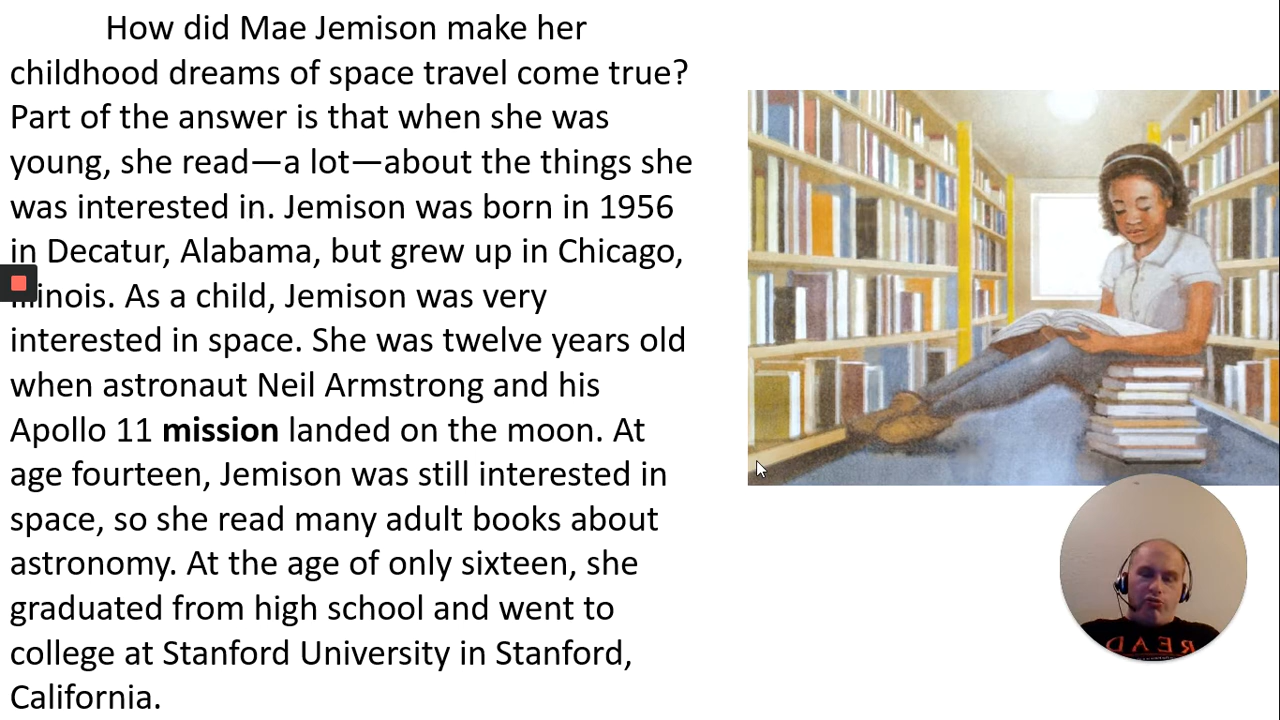 How did Mae Jemison make her
childhood dreams of space travel come true?
Part of the answer is that when she was
young, she read—a lot—about the things she
was interested in. Jemison was born in 1956
in Decatur, Alabama, but grew up in Chicago,
Illinois. As a child, Jemison was very
interested in space. She was twelve years old
when astronaut Neil Armstrong and his
Apollo 11 mission landed on the moon. At
age fourteen, Jemison was still interested in
space, so she read many adult books about
astronomy. At the age of only sixteen, she
graduated from high school and went to
college at Stanford University in Stanford,
California.
READ